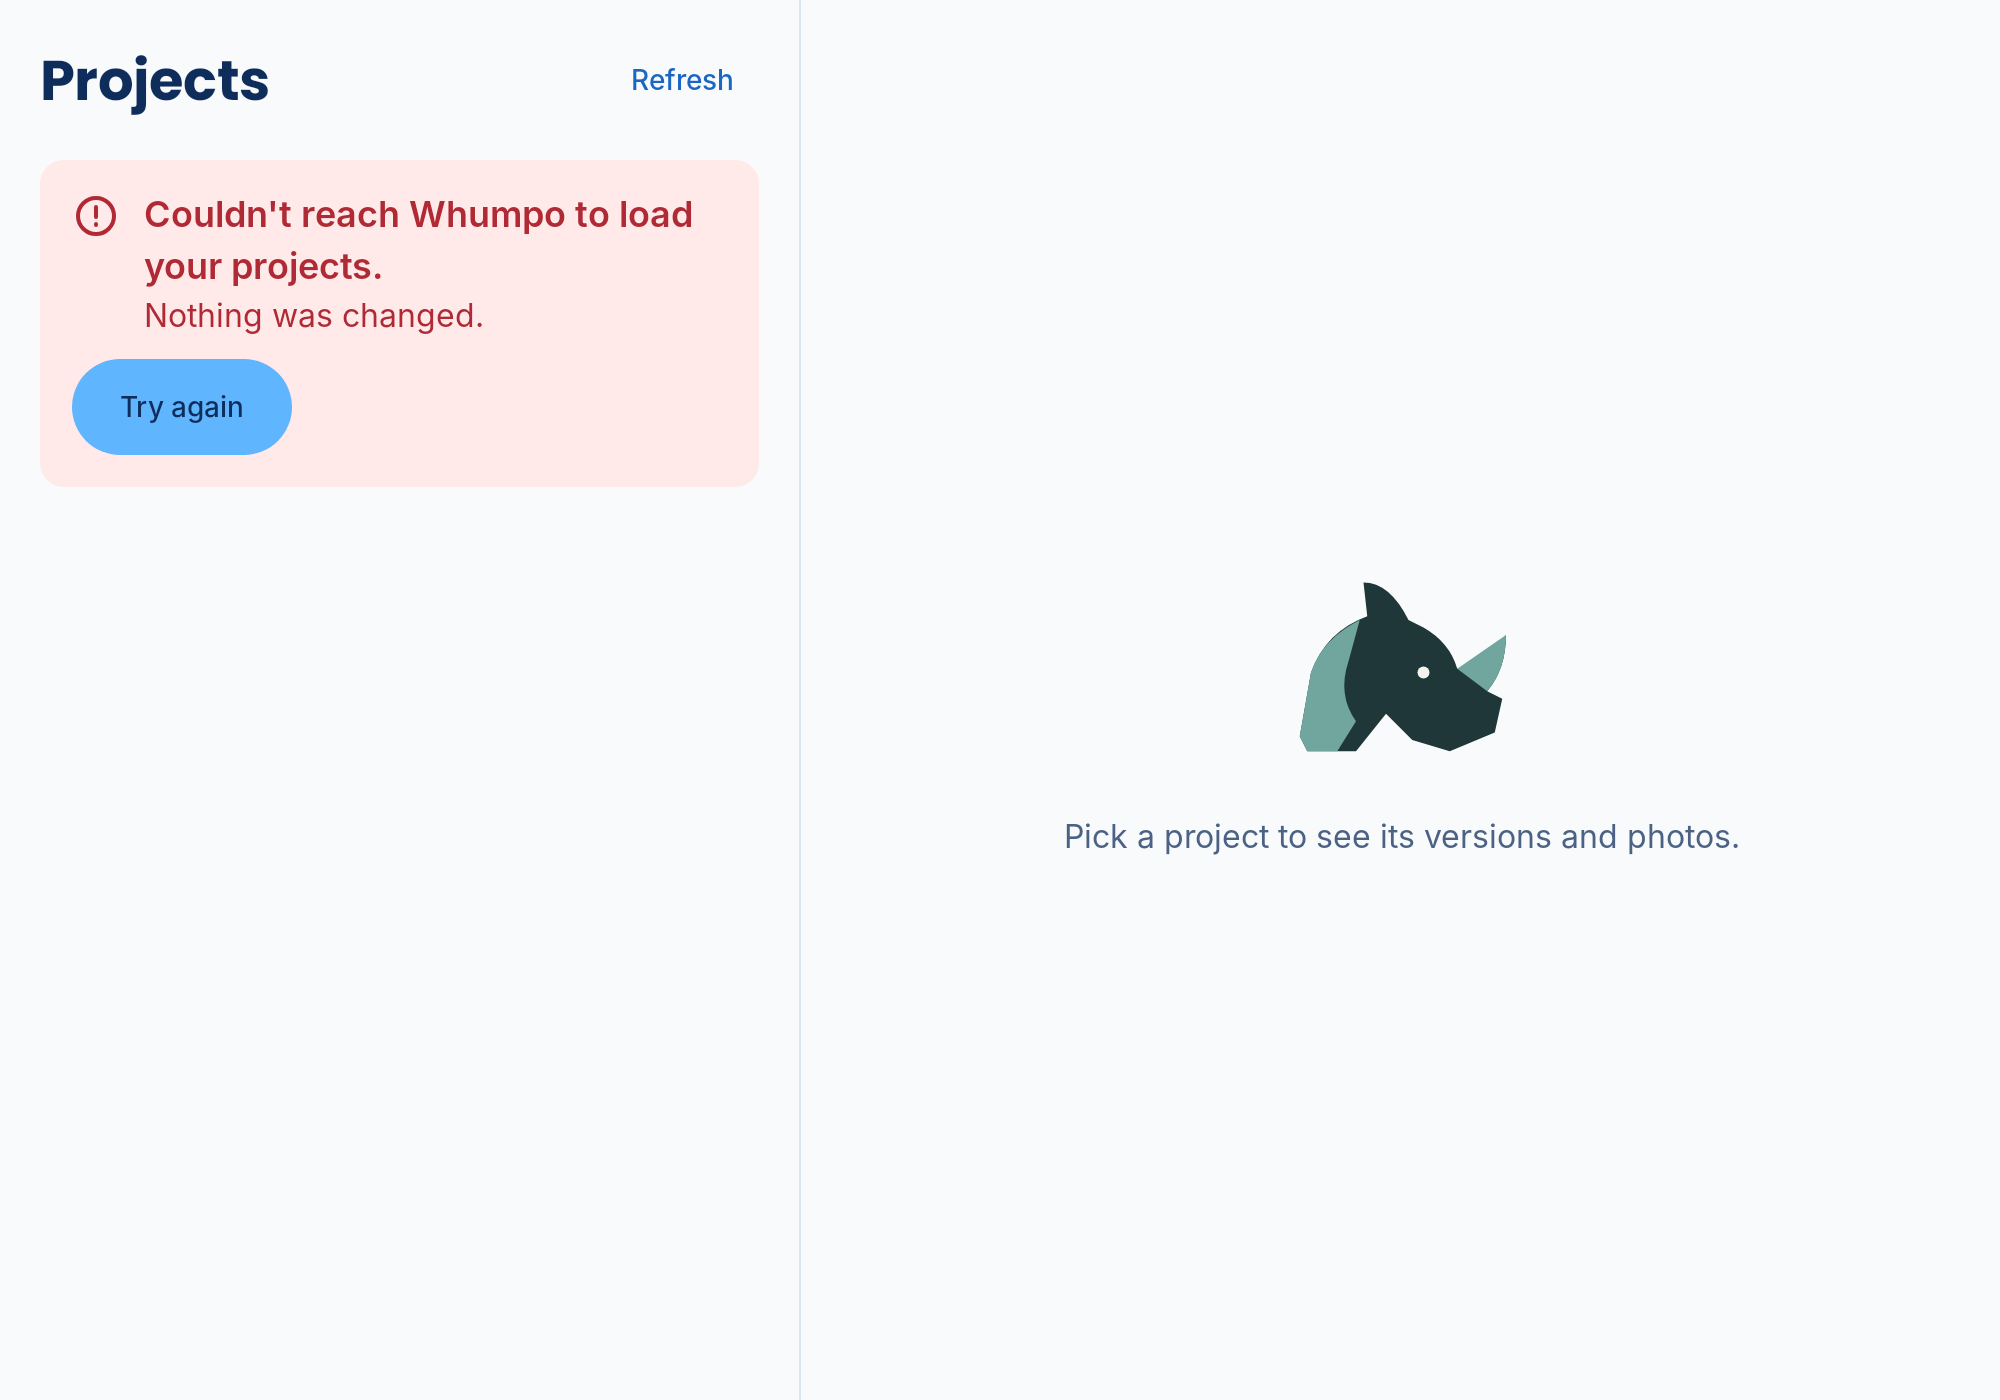 Projects
Refresh
Couldn't reach Whumpo to load
your projects.
Nothing was changed.
Try again
Pick a project to see its versions and photos.